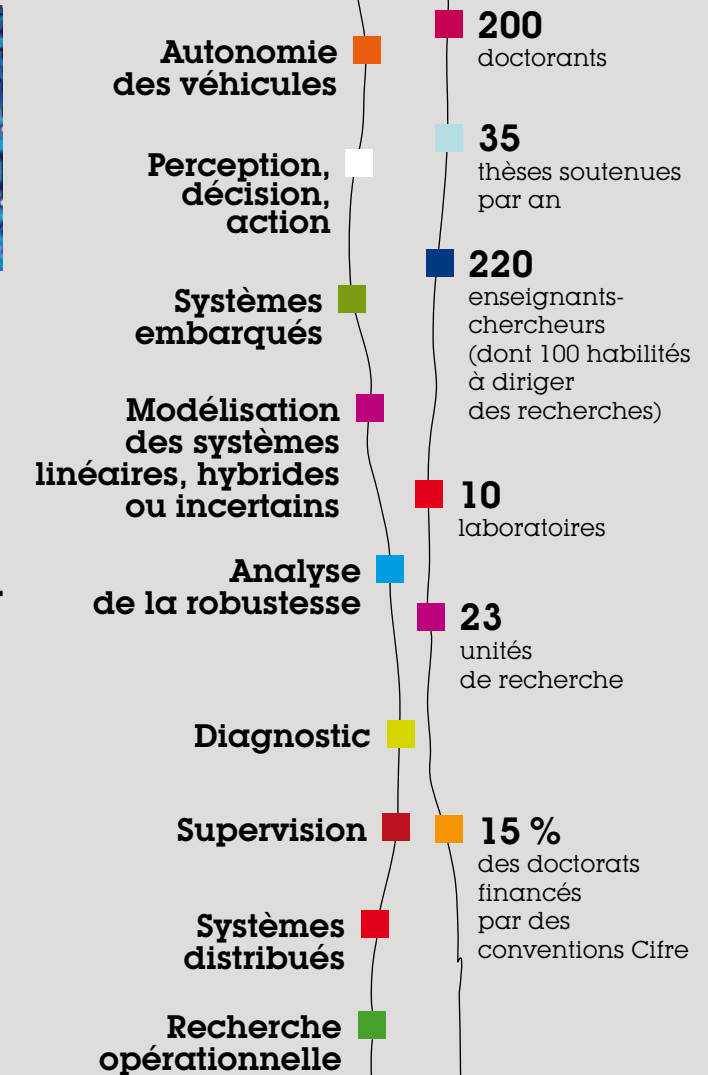 Autonomie
des véhicules
Perception,
décision,
action
Systèmes
embarqués
Modélisation
des systèmes
linéaires, hybrides
ou incertains
Analyse
de la robustesse
Diagnostic
Supervision
Systèmes
distribués
Recherche
opérationnelle
200
doctorants
35
thèses soutenues
par an
220
enseignants-
chercheurs
(dont 100 habilités
à diriger
des recherches)
10
laboratoires
23
unités
de recherche
15 %
des doctorats
financés
par des
conventions Cifre